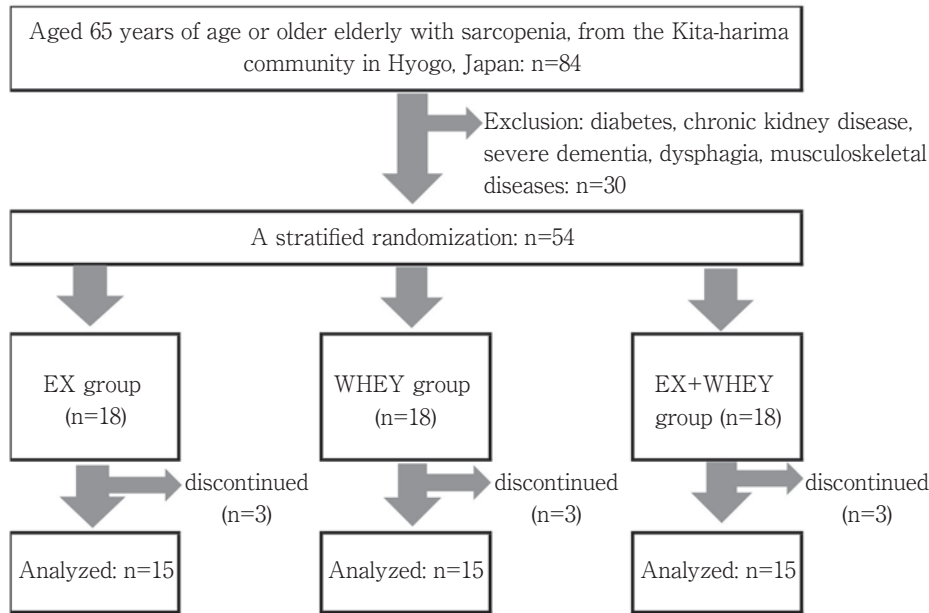 Aged 65 years of age or older elderly with sarcopenia, from the Kita-harima
community in Hyogo, Japan: n=84
Exclusion: diabetes, chronic kidney disease,
severe dementia, dysphagia, musculoskeletal
diseases: n=30
A stratified randomization: n=54
EX group
(n=18)
WHEY group
(n=18)
EX+WHEY
group (n=18)
discontinued
(n=3)
discontinued
(n=3)
discontinued
(n=3)
Analyzed: n=15
Analyzed: n=15
Analyzed: n=15